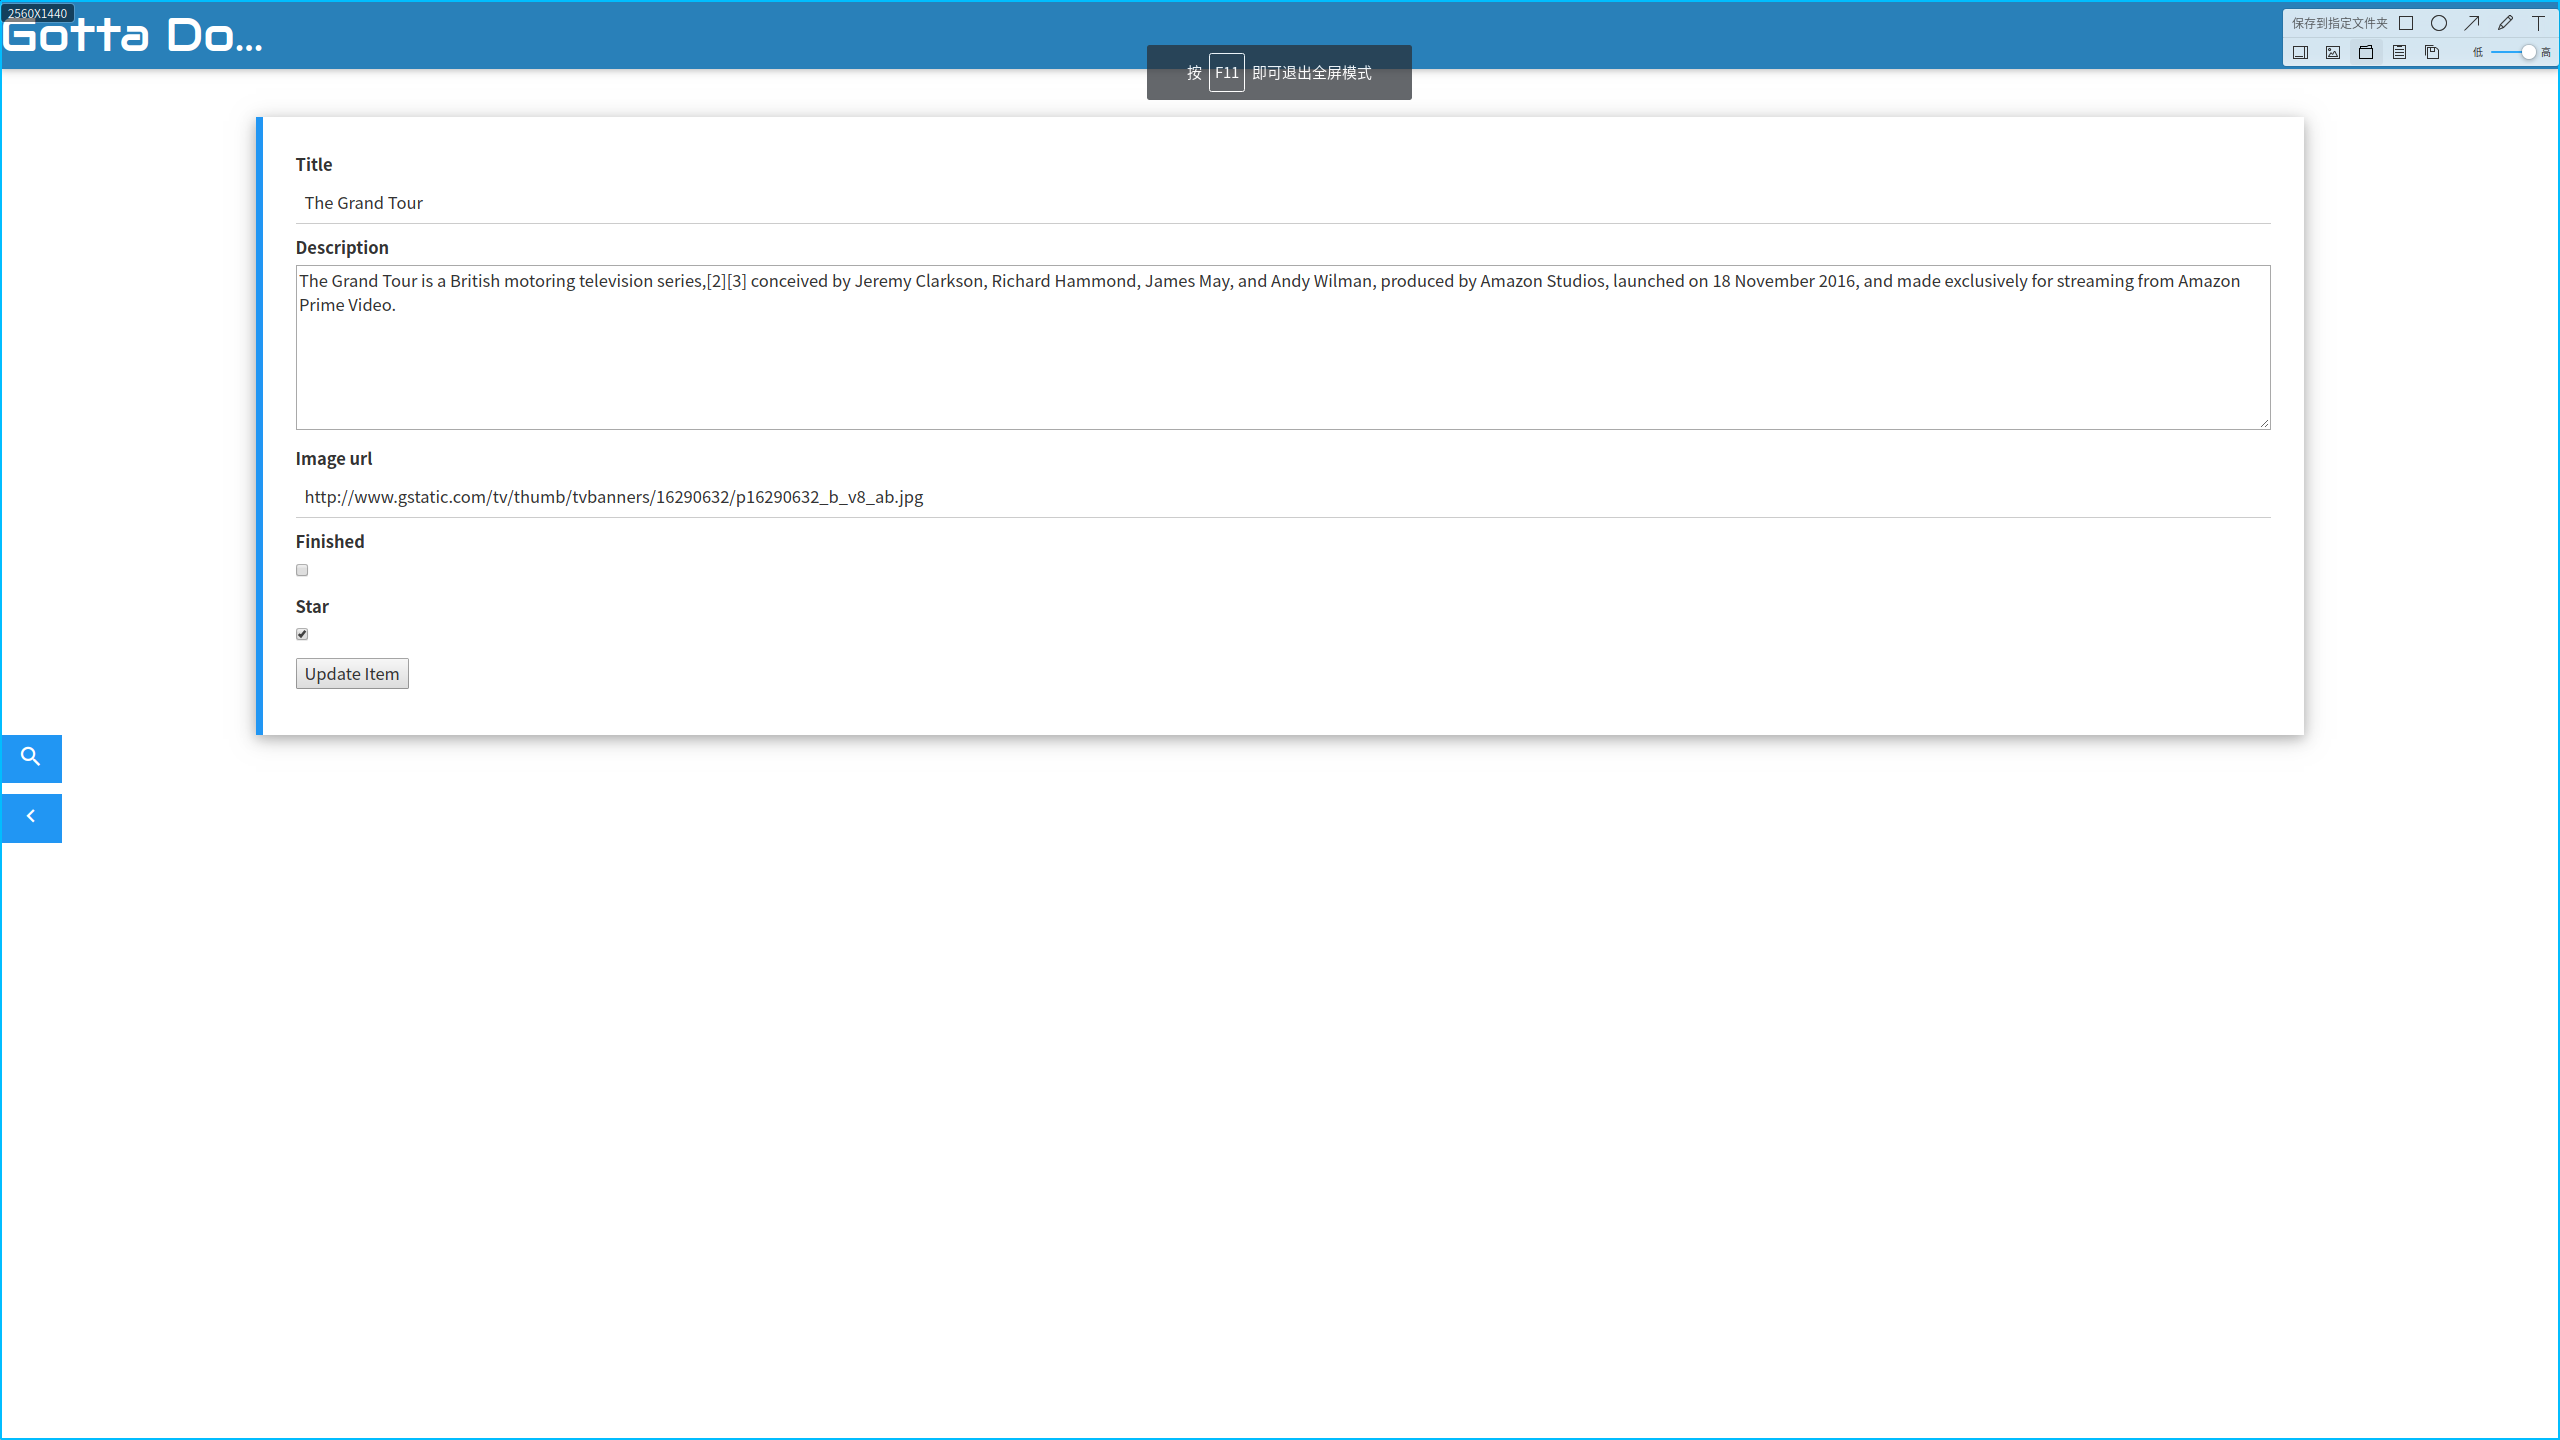 2560X1440
Gotta Do...
保存到指定文件夹
低 高
按 F11 即可退出全屏模式
Title
The Grand Tour
Description
The Grand Tour is a British motoring television series,[2][3] conceived by Jeremy Clarkson, Richard Hammond, James May, and Andy Wilman, produced by Amazon Studios, launched on 18 November 2016, and made exclusively for streaming from Amazon
Prime Video.
Image url
http://www.gstatic.com/tv/thumb/tvbanners/16290632/p16290632_b_v8_ab.jpg
Finished
Star
Update Item